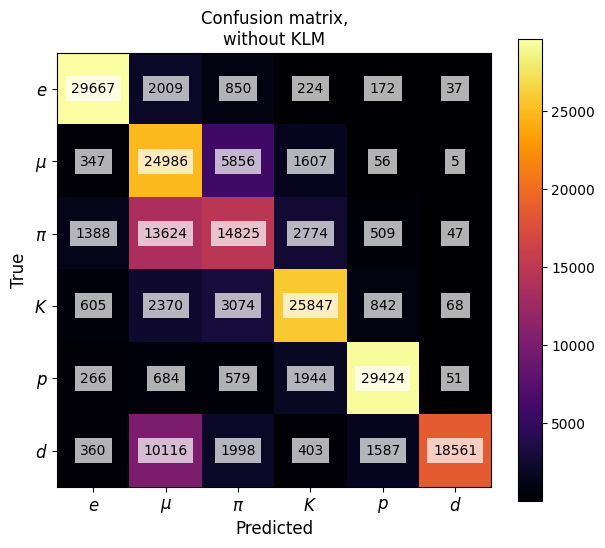 Confusion matrix,
without KLM
True
e 29667 2009 850 224 172 37
μ 347 24986 5856 1607 56 5
π 1388 13624 14825 2774 509 47
K 605 2370 3074 25847 842 68
p 266 684 579 1944 29424 51
d 360 10116 1998 403 1587 18561
e μ π K p d
Predicted
25000
20000
15000
10000
5000